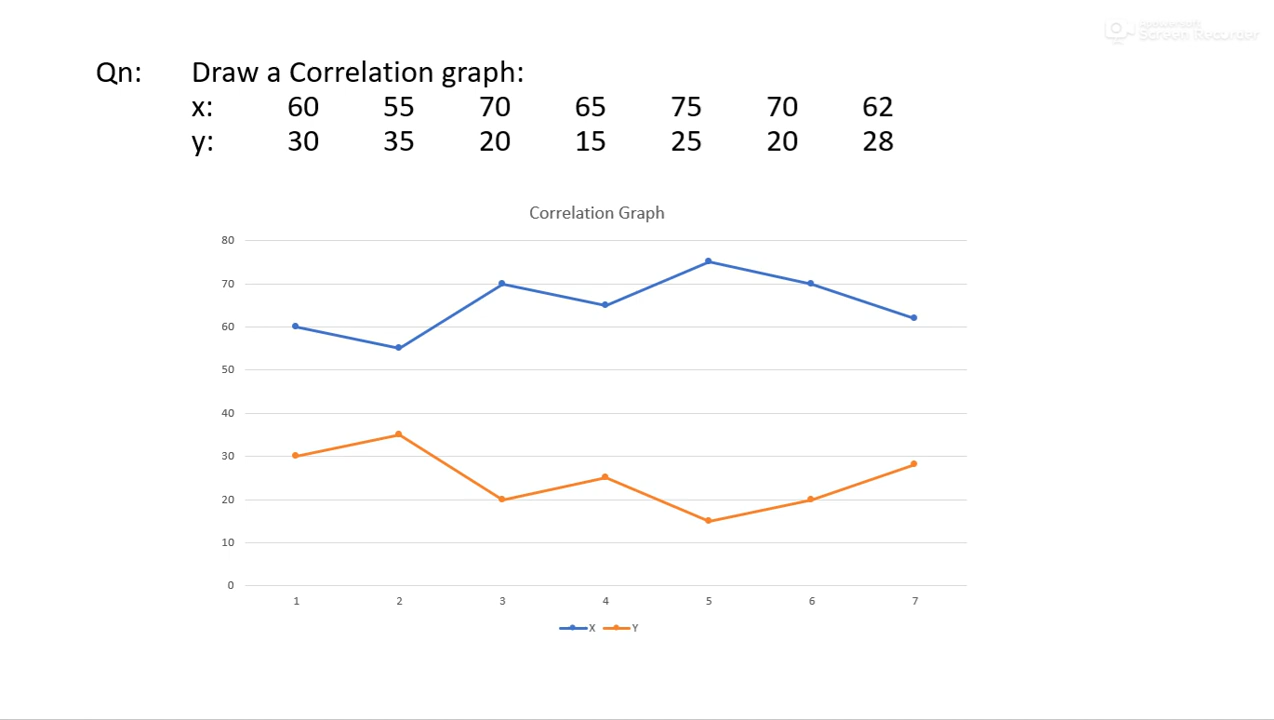 Apowersoft
Screen Recorder
Qn: Draw a Correlation graph:
x: 60 55 70 65 75 70 62
y: 30 35 20 15 25 20 28
Correlation Graph
80
70
60
50
40
30
20
10
0
1 2 3 4 5 6 7
X Y